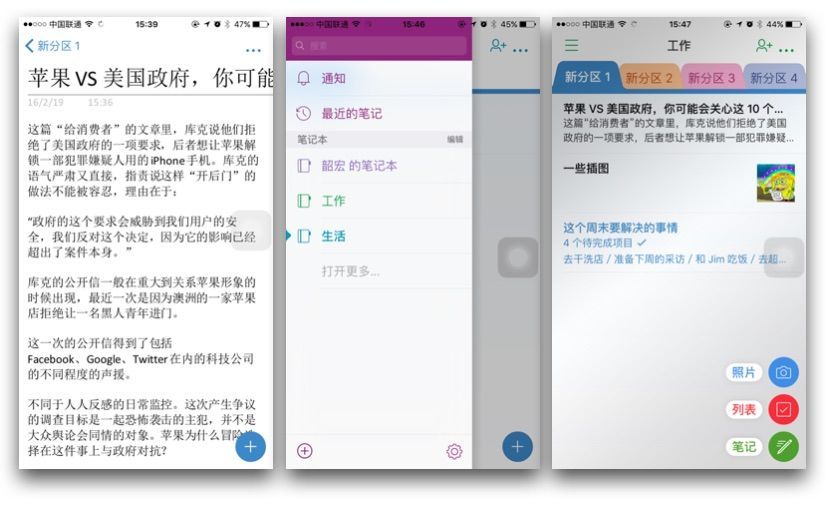 中国联通
15:39
47%
新分区 1
苹果 VS 美国政府，你可能
16/2/19 15:36
这篇“给消费者”的文章里，库克说他们拒
绝了美国政府的一项要求，后者想让苹果解
锁一部犯罪嫌疑人用的iPhone手机。库克的
语气严肃又直接，指责说这样“开后门”的
做法不能被容忍，理由在于：
“政府的这个要求会威胁到我们用户的安
全，我们反对这个决定，因为它的影响已经
超出了案件本身。”
库克的公开信一般在重大到关系苹果形象的
时候出现，最近一次是因为澳洲的一家苹果
店拒绝让一名黑人青年进门。
这一次的公开信得到了包括
Facebook、Google、Twitter 在内的科技公司
的不同程度的声援。
不同于人人反感的日常监控。这次产生争议
的调查目标是一起恐怖袭击的主犯，并不是
大众舆论会同情的对象。苹果为什么冒险选
择在这件事上与政府对抗？
中国联通
15:46
45%
搜索
通知
最近的笔记
笔记本
编辑
韶宏 的笔记本
工作
生活
打开更多...
中国联通
15:47
44%
工作
新分区 1
新分区 2
新分区 3
新分区 4
苹果 VS 美国政府，你可能会关心这 10 个...
这篇“给消费者”的文章里，库克说他们拒绝了美国
政府的一项要求，后者想让苹果解锁一部犯罪嫌疑...
一些插图
这个周末要解决的事情
4 个待完成项目
去干洗店 / 准备下周的采访 / 和 Jim 吃饭 / 去超...
照片
列表
笔记